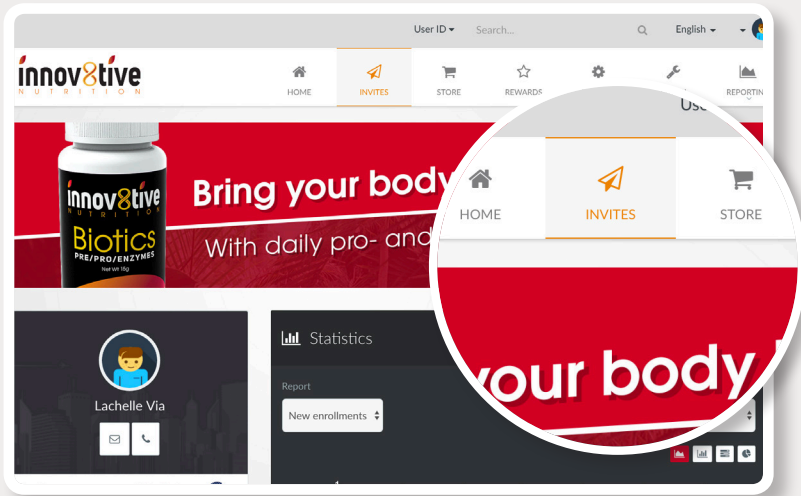 User ID
Search...
English
innov8tive
NUTRITION
HOME
INVITES
STORE
REWARDS
REPORTIN
innov8tive
NUTRITION
Biotics
PRE/PRO/ENZYMES
Net Wt 15g
Bring your body
With daily pro- and
Use
HOME
INVITES
STORE
your body
Lachelle Via
Statistics
Report
New enrollments